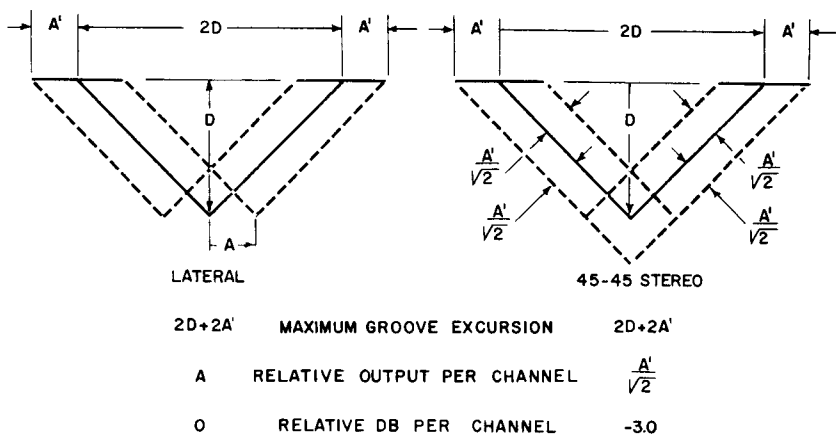 A' 2D A'
A' 2D A'
D
D
A'/√2
A'/√2
A'/√2
A'/√2
A
LATERAL
45-45 STEREO
2D+2A' MAXIMUM GROOVE EXCURSION 2D+2A'
A RELATIVE OUTPUT PER CHANNEL A'/√2
0 RELATIVE DB PER CHANNEL -3.0